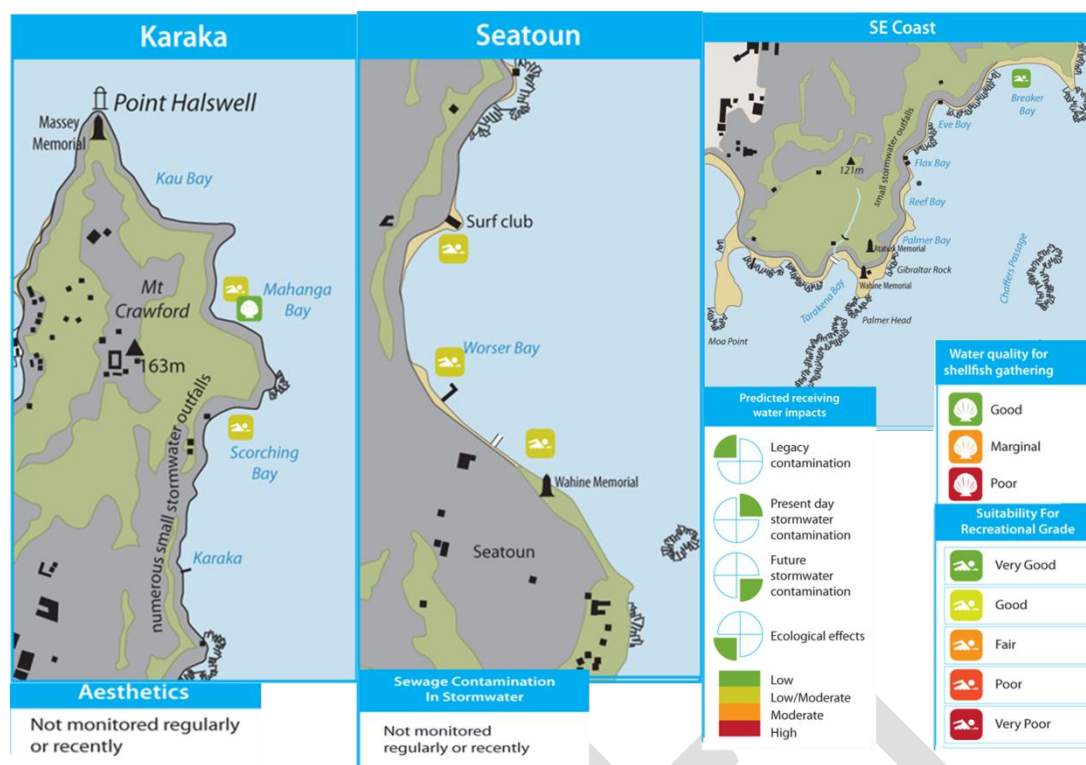 Karaka
Point Halswell
Massey
Memorial
Kau Bay
Mahanga
Bay
Mt
Crawford
163m
Scorching
Bay
numerous small stormwater outfalls
Karaka
Aesthetics
Not monitored regularly
or recently
Seatoun
Surf club
Worser Bay
Wahine Memorial
Seatoun
Sewage Contamination
In Stormwater
Not monitored
regularly or recently
SE Coast
Breaker
Bay
Eve Bay
small stormwater outfalls
121m
Flax Bay
Reef Bay
Palmer Bay
Ataturk Memorial
Gibraltar Rock
Wahine Memorial
Tarakena Bay
Chaffers Passage
Palmer Head
Moa Point
Predicted receiving
water impacts
Legacy
contamination
Present day
stormwater
contamination
Future
stormwater
contamination
Ecological effects
Low
Low/Moderate
Moderate
High
Water quality for
shellfish gathering
Good
Marginal
Poor
Suitability For
Recreational Grade
Very Good
Good
Fair
Poor
Very Poor